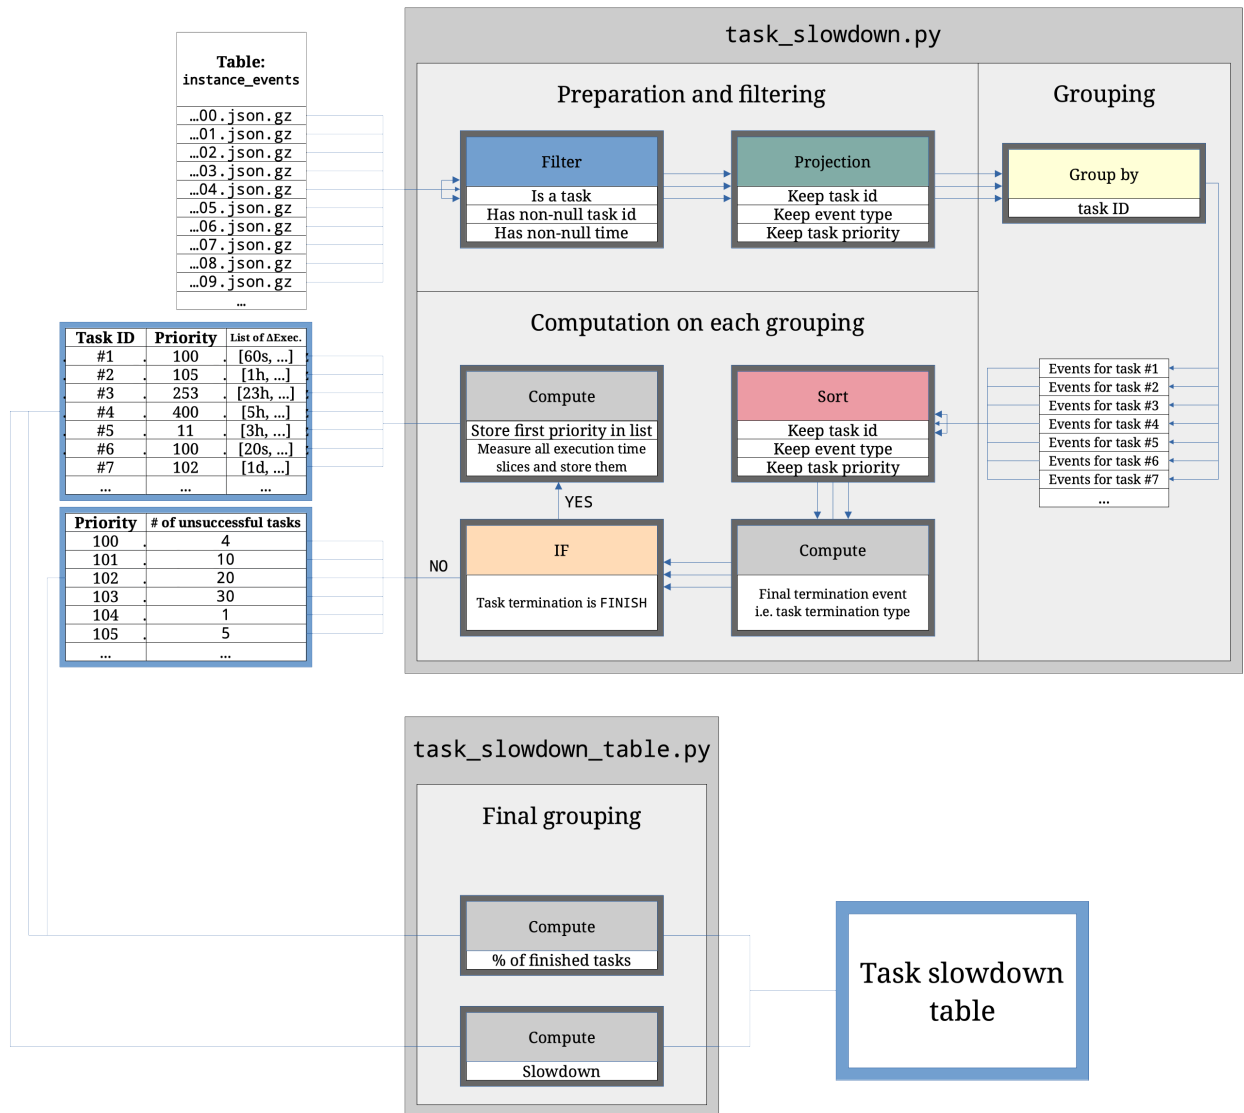 task_slowdown.py
Table:
instance_events
…00.json.gz
…01.json.gz
…02.json.gz
…03.json.gz
…04.json.gz
…05.json.gz
…06.json.gz
…07.json.gz
…08.json.gz
…09.json.gz
…
Preparation and filtering
Filter
Is a task
Has non-null task id
Has non-null time
Projection
Keep task id
Keep event type
Keep task priority
Grouping
Group by
task ID
Events for task #1
Events for task #2
Events for task #3
Events for task #4
Events for task #5
Events for task #6
Events for task #7
…
Computation on each grouping
Compute
Store first priority in list
Measure all execution time
slices and store them
Sort
Keep task id
Keep event type
Keep task priority
YES
IF
Task termination is FINISH
NO
Compute
Final termination event
i.e. task termination type
Task ID Priority List of ΔExec.
#1 100 [60s, …]
#2 105 [1h, …]
#3 253 [23h, …]
#4 400 [5h, …]
#5 11 [3h, …]
#6 100 [20s, …]
#7 102 [1d, …]
… … …
Priority # of unsuccessful tasks
100 4
101 10
102 20
103 30
104 1
105 5
… …
task_slowdown_table.py
Final grouping
Compute
% of finished tasks
Compute
Slowdown
Task slowdown
table